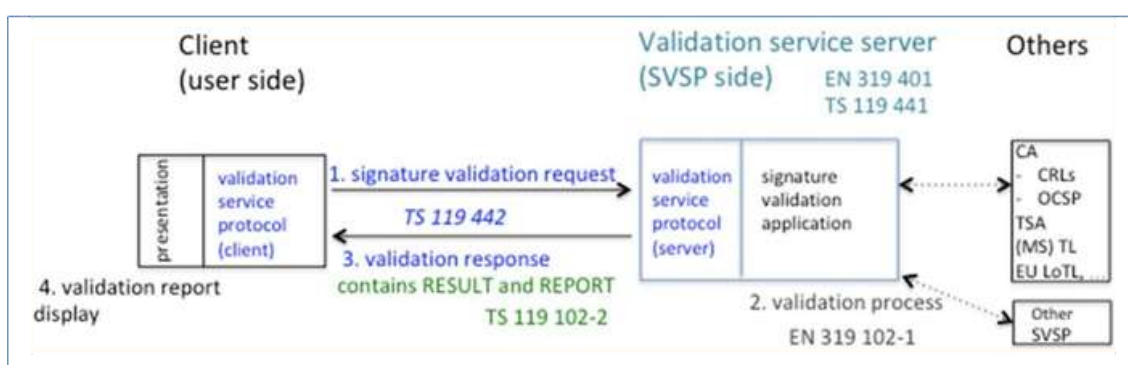 Client
(user side)
Validation service server
(SVSP side)
EN 319 401
TS 119 441
Others
presentation
validation
service
protocol
(client)
1. signature validation request
TS 119 442
3. validation response
contains RESULT and REPORT
TS 119 102-2
4. validation report
display
validation
service
protocol
(server)
signature
validation
application
2. validation process
EN 319 102-1
CA
- CRLs
- OCSP
TSA
(MS) TL
EU LoTL, ...
Other
SVSP